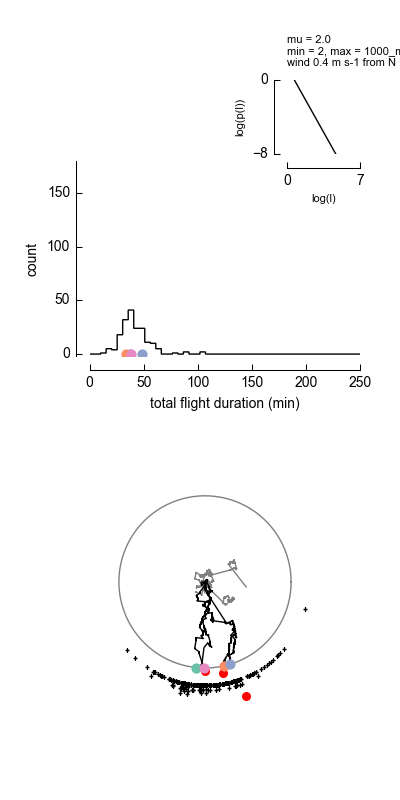 mu = 2.0
min = 2, max = 1000_m
wind 0.4 m s-1 from N
0
log(p(l))
−8
0
7
log(l)
150
count
100
50
0
0
50
100
150
200
250
total flight duration (min)